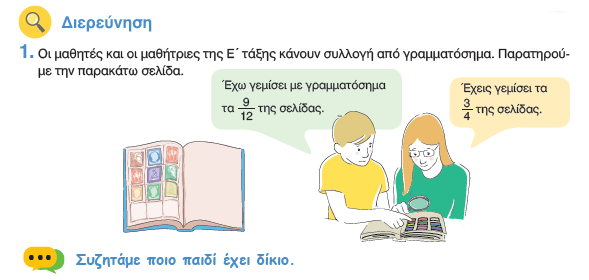 Διερεύνηση
1. Οι μαθητές και οι μαθήτριες της Ε΄ τάξης κάνουν συλλογή από γραμματόσημα. Παρατηρού-
με την παρακάτω σελίδα.
Έχω γεμίσει με γραμματόσημα
τα 9/12 της σελίδας.
Έχεις γεμίσει τα
3/4 της σελίδας.
Συζητάμε ποιο παιδί έχει δίκιο.